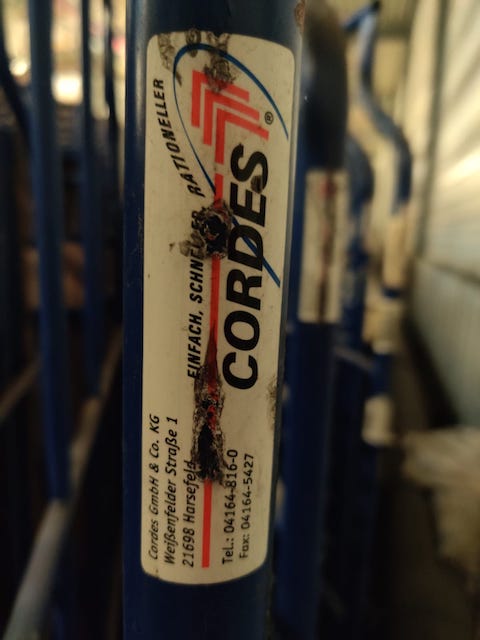 EINFACH, SCHNELLER RATIONELLER
CORDES®
Cordes GmbH & Co. KG
Weißenfelder Straße 1
21698 Harsefeld
Tel.: 04164-816-0
Fax: 04164-5427